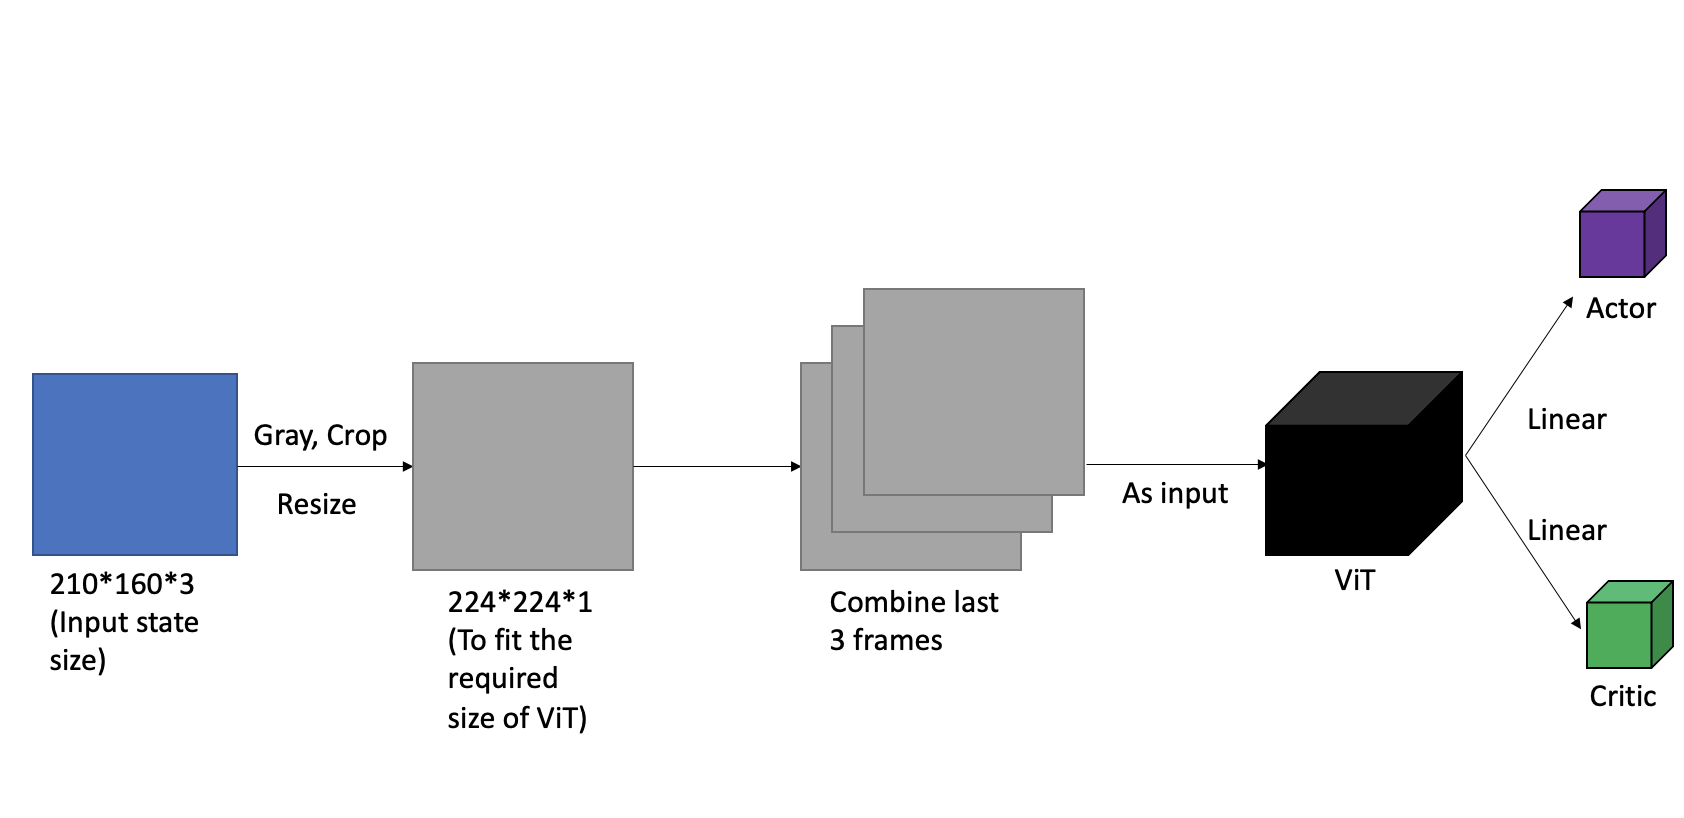 Gray, Crop
Resize
210*160*3
(Input state
size)
224*224*1
(To fit the
required
size of ViT)
Combine last
3 frames
As input
ViT
Linear
Linear
Actor
Critic